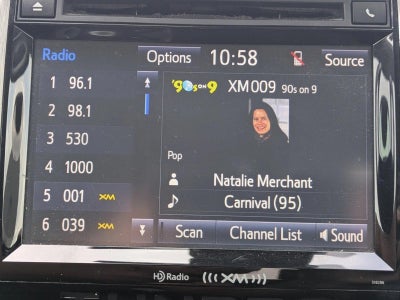 Radio Options 10:58 Source
1 96.1
2 98.1
3 530
4 1000
5 001 XM
6 039 XM
'90s on 9 XM009 90s on 9
Pop
Natalie Merchant
Carnival (95)
Scan Channel List Sound
HD Radio (((XM)))